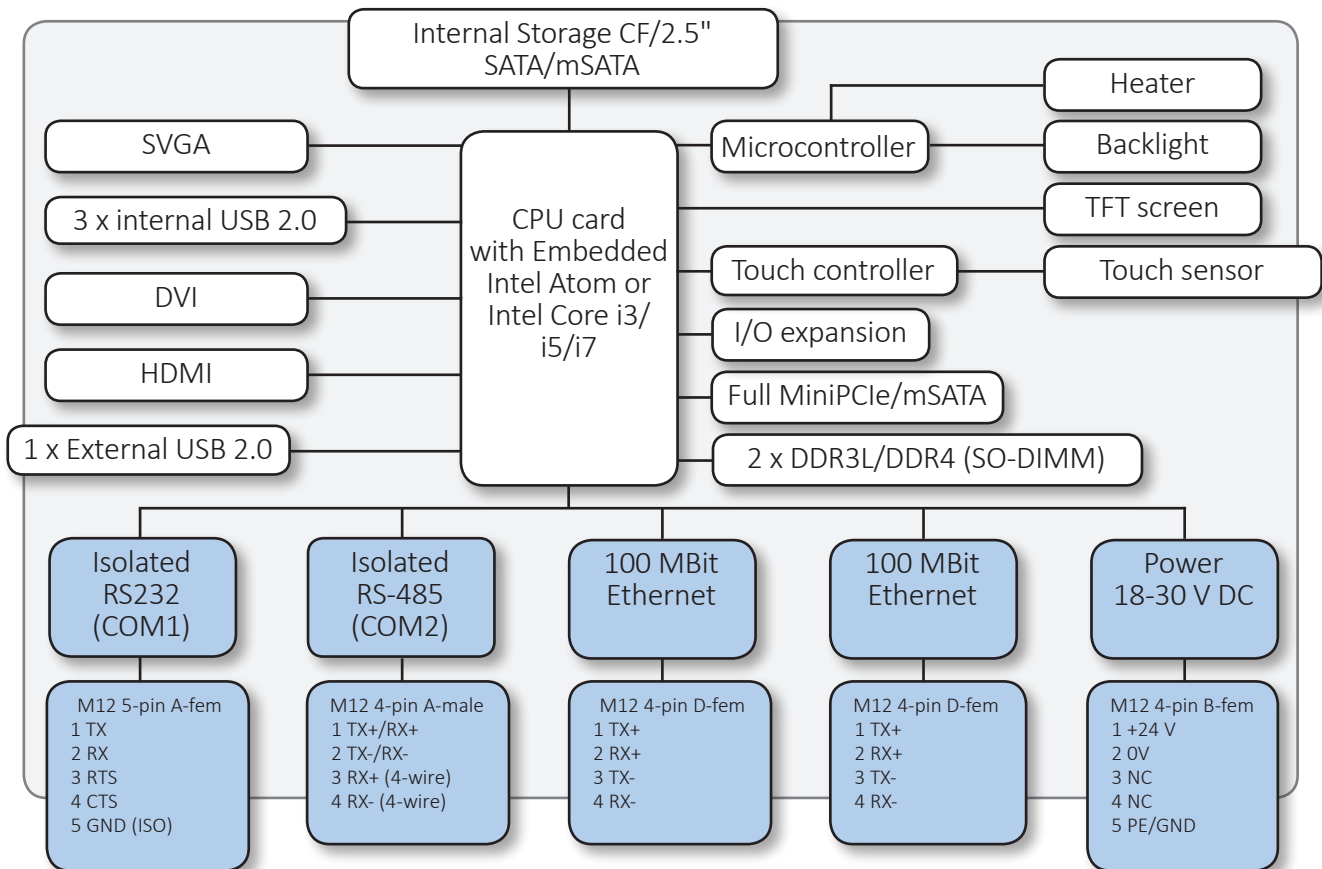 Internal Storage CF/2.5"
SATA/mSATA
Heater
SVGA
Microcontroller
Backlight
3 x internal USB 2.0
TFT screen
CPU card
with Embedded
Intel Atom or
Intel Core i3/
i5/i7
Touch controller
Touch sensor
DVI
I/O expansion
HDMI
Full MiniPCIe/mSATA
1 x External USB 2.0
2 x DDR3L/DDR4 (SO-DIMM)
Isolated
RS232
(COM1)
Isolated
RS-485
(COM2)
100 MBit
Ethernet
100 MBit
Ethernet
Power
18-30 V DC
M12 5-pin A-fem
1 TX
2 RX
3 RTS
4 CTS
5 GND (ISO)
M12 4-pin A-male
1 TX+/RX+
2 TX-/RX-
3 RX+ (4-wire)
4 RX- (4-wire)
M12 4-pin D-fem
1 TX+
2 RX+
3 TX-
4 RX-
M12 4-pin D-fem
1 TX+
2 RX+
3 TX-
4 RX-
M12 4-pin B-fem
1 +24 V
2 0V
3 NC
4 NC
5 PE/GND